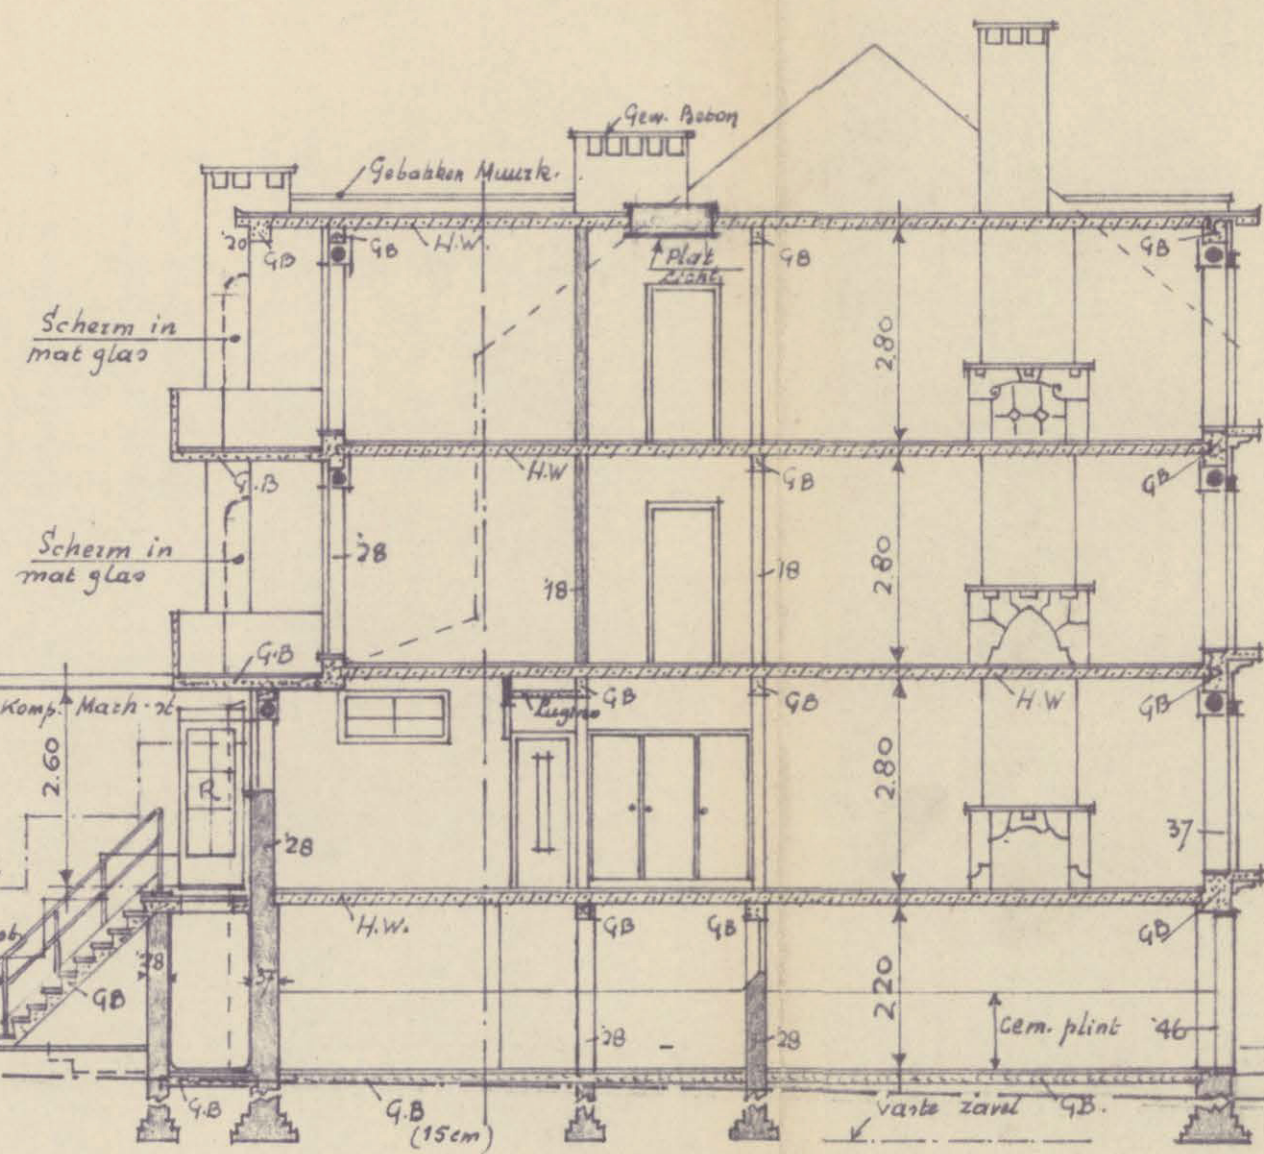 Gew. Beton
Gebakken Muurk.
'20
GB
GB
H.W.
Plat
Licht.
GB
GB
Scherm in
mat glas
2.80
G.B
H.W
GB
GB
Scherm in
mat glas
'28
'18
'18
2.80
G.B
Komp. Mach-st
GB
GB
H.W
GB
2.60
R
2.80
'28
37
H.W.
GB
GB
GB
'28
37
GB
2,20
'28
'28
Cem. plint
'46
G.B
G.B
(15cm)
vaste zavel
GB.